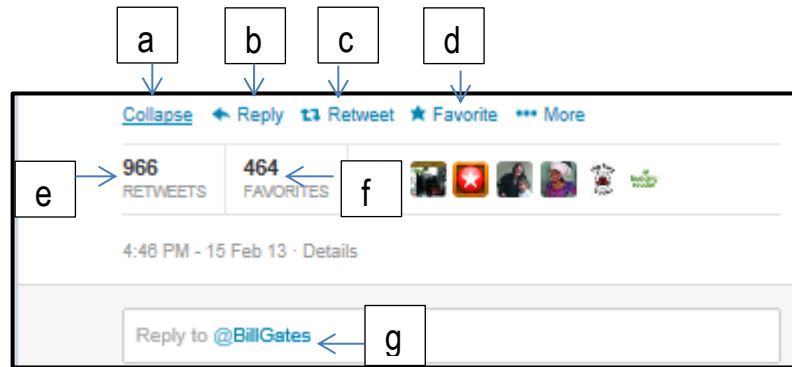 a b c d
Collapse Reply Retweet Favorite ••• More
966 464
RETWEETS FAVORITES
e f
4:46 PM - 15 Feb 13 · Details
Reply to @BillGates
g